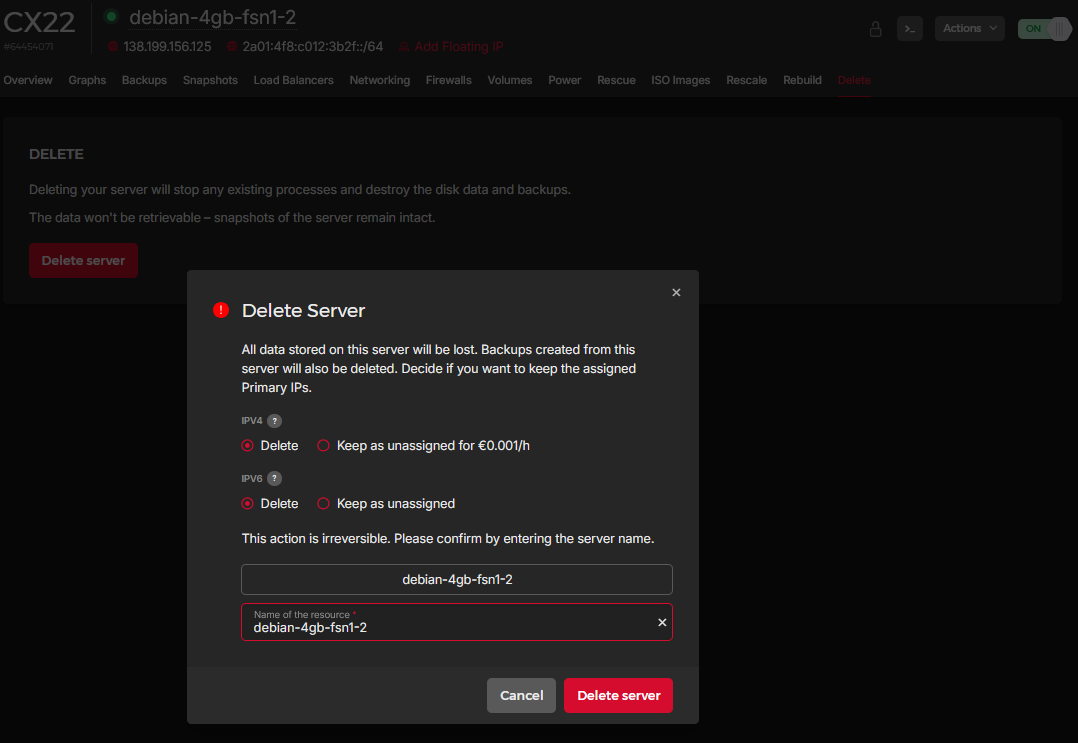 CX22
debian-4gb-fsn1-2
#64454071
138.199.156.125 2a01:4f8:c012:3b2f::/64 Add Floating IP
>_ Actions ON
Overview Graphs Backups Snapshots Load Balancers Networking Firewalls Volumes Power Rescue ISO Images Rescale Rebuild Delete
DELETE
Deleting your server will stop any existing processes and destroy the disk data and backups.
The data won't be retrievable – snapshots of the server remain intact.
Delete server
Delete Server
All data stored on this server will be lost. Backups created from this
server will also be deleted. Decide if you want to keep the assigned
Primary IPs.
IPV4 ?
Delete Keep as unassigned for €0.001/h
IPV6 ?
Delete Keep as unassigned
This action is irreversible. Please confirm by entering the server name.
debian-4gb-fsn1-2
Name of the resource *
debian-4gb-fsn1-2
Cancel Delete server